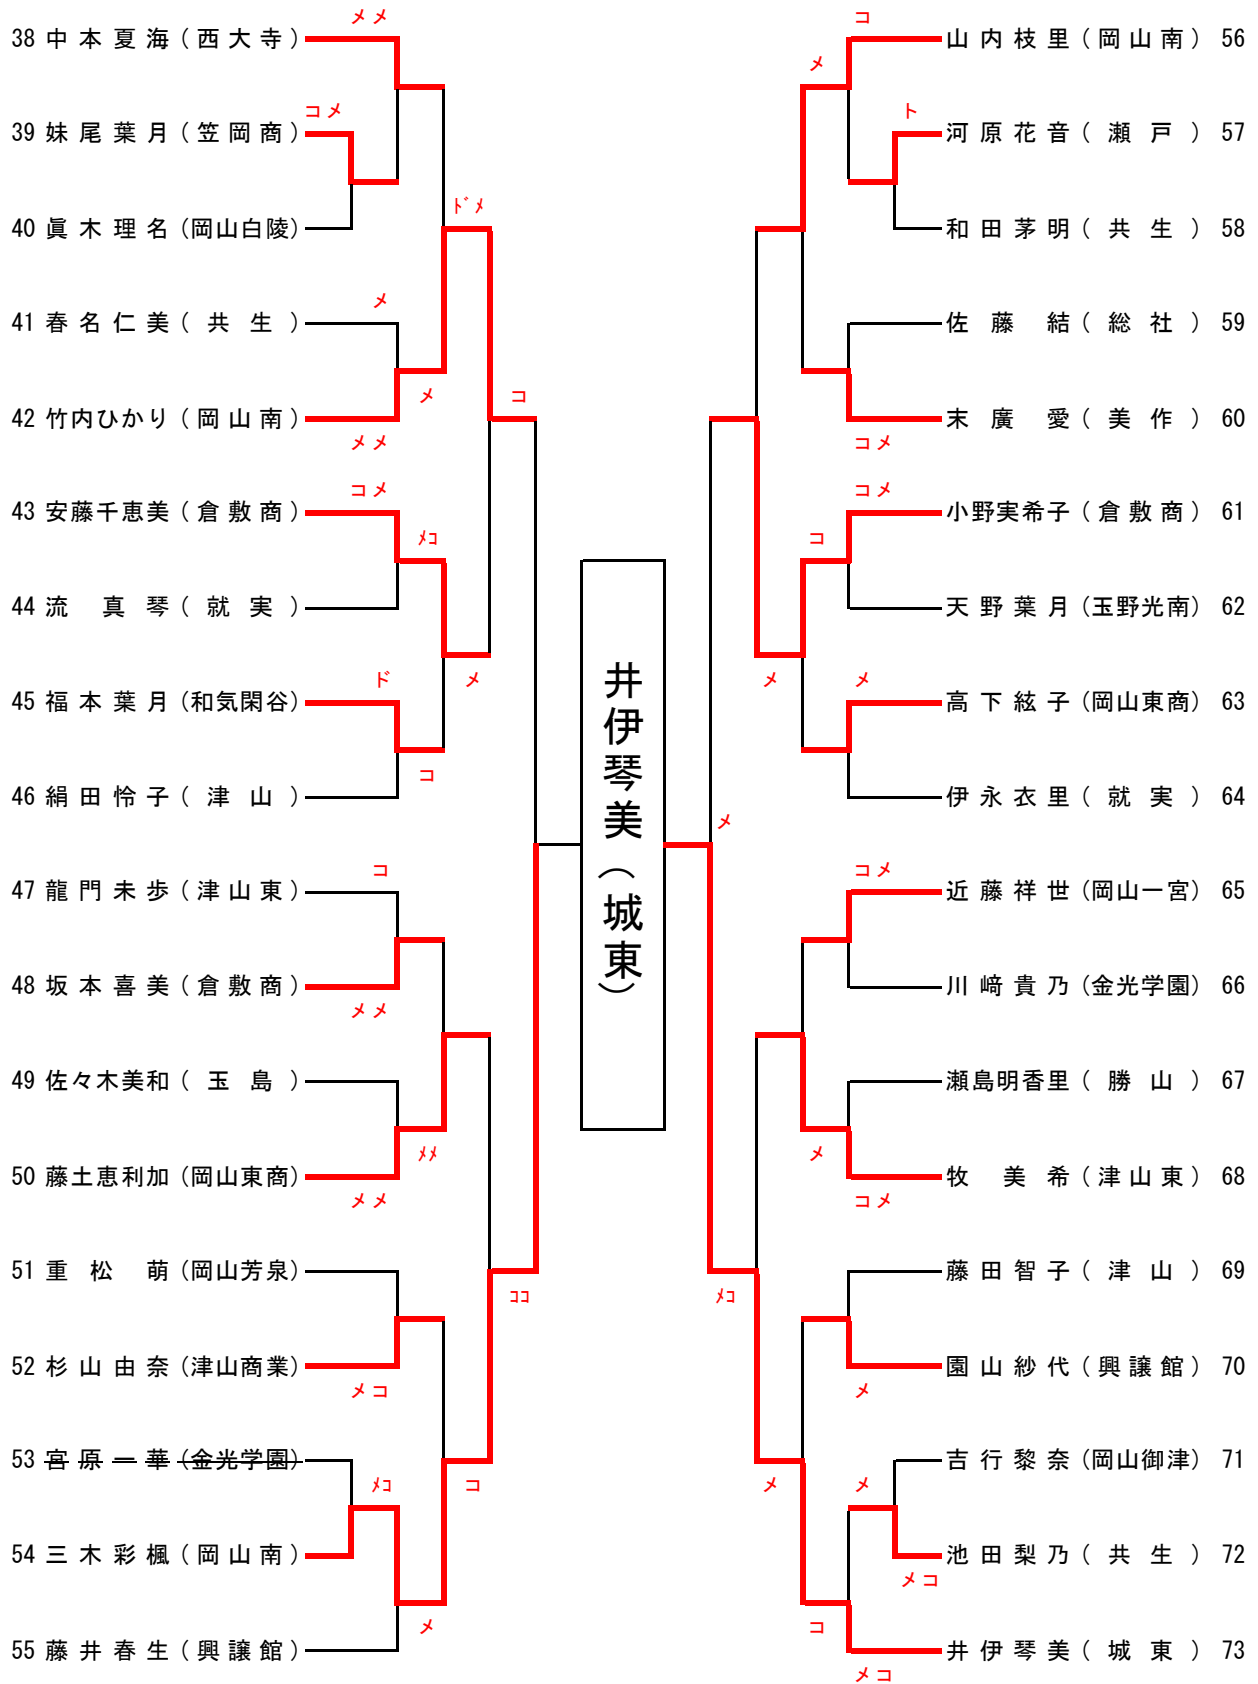 メメ
38 中本夏海(西大寺)
コメ
39 妹尾葉月(笠岡商)
40 眞木理名(岡山白陵)
ドメ
メ
41 春名仁美(共生)
メ
コ
42 竹内ひかり(岡山南)
メメ
コメ
43 安藤千恵美(倉敷商)
メコ
44 流真琴(就実)
ド
メ
45 福本葉月(和気閑谷)
コ
46 絹田怜子(津山)
コ
47 龍門未歩(津山東)
48 坂本喜美(倉敷商)
メメ
49 佐々木美和(玉島)
メメ
50 藤土恵利加(岡山東商)
メメ
51 重松萌(岡山芳泉)
ココ
52 杉山由奈(津山商業)
メコ
53 宮原一華(金光学園)
メコ
コ
54 三木彩楓(岡山南)
メ
55 藤井春生(興譲館)
井伊琴美(城東)
コ
山内枝里(岡山南) 56
メ
ト
河原花音(瀬戸) 57
和田茅明(共生) 58
佐藤結(総社) 59
末廣愛(美作) 60
コメ
コメ
小野実希子(倉敷商) 61
コ
天野葉月(玉野光南) 62
メ
メ
高下絃子(岡山東商) 63
伊永衣里(就実) 64
メ
コメ
近藤祥世(岡山一宮) 65
川﨑貴乃(金光学園) 66
瀬島明香里(勝山) 67
メ
牧美希(津山東) 68
コメ
藤田智子(津山) 69
メコ
園山紗代(興譲館) 70
メ
吉行黎奈(岡山御津) 71
メ
メ
池田梨乃(共生) 72
メコ
コ
井伊琴美(城東) 73
メコ